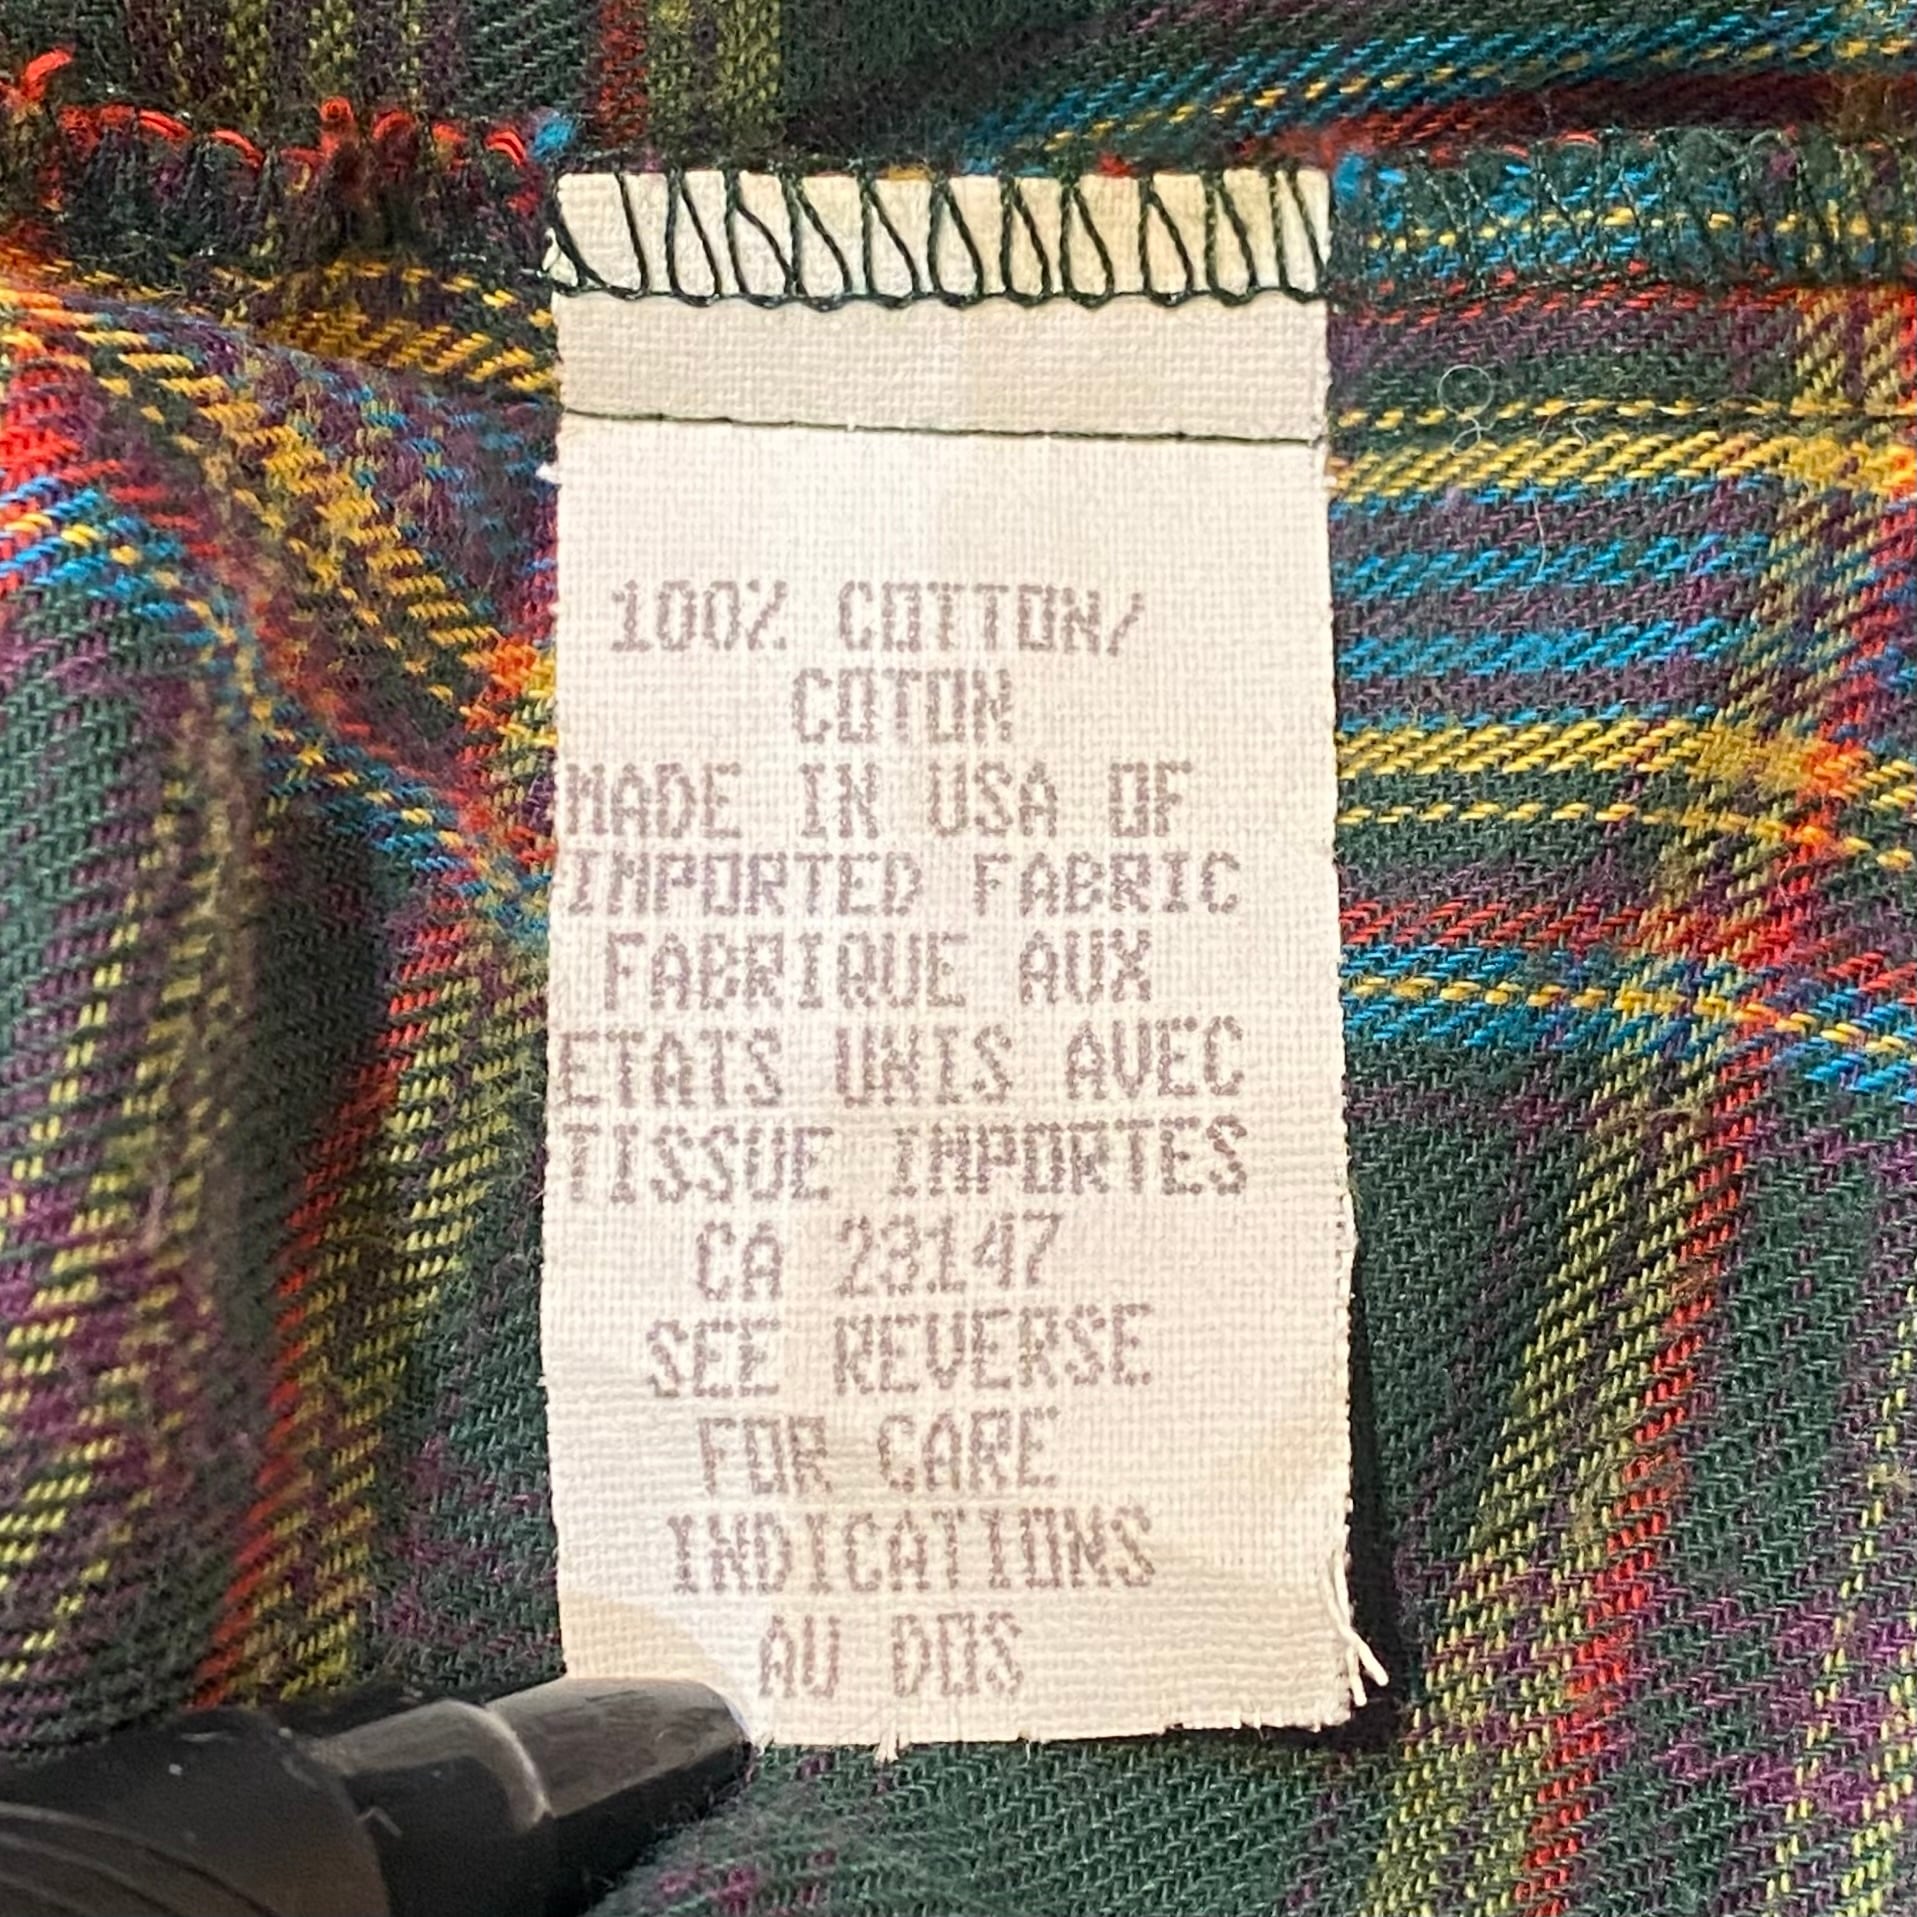 100% COTTON/
COTON
MADE IN USA OF
IMPORTED FABRIC
FABRIQUE AUX
ETATS UNIS AVEC
TISSUE IMPORTES
CA 23147
SEE REVERSE
FOR CARE
INDICATIONS
AU DOS